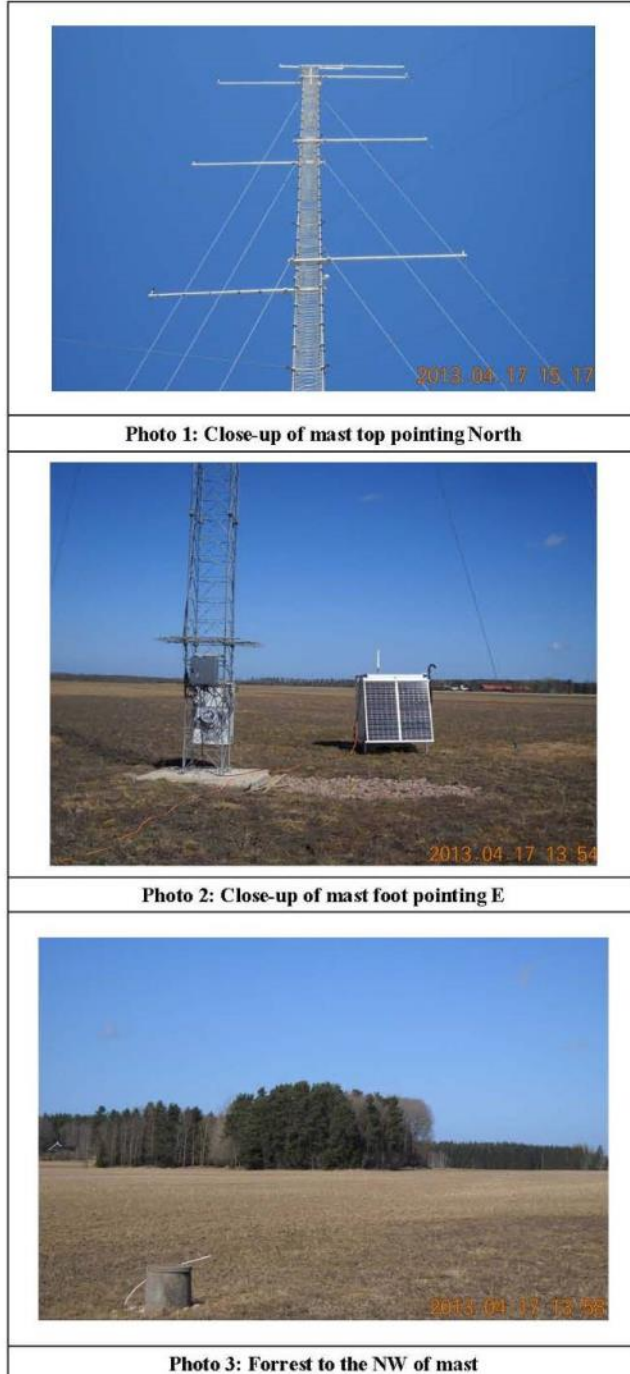 2013.04.17 15.17
Photo 1: Close-up of mast top pointing North
2013.04.17 13.54
Photo 2: Close-up of mast foot pointing E
2013.04.17 13.58
Photo 3: Forrest to the NW of mast